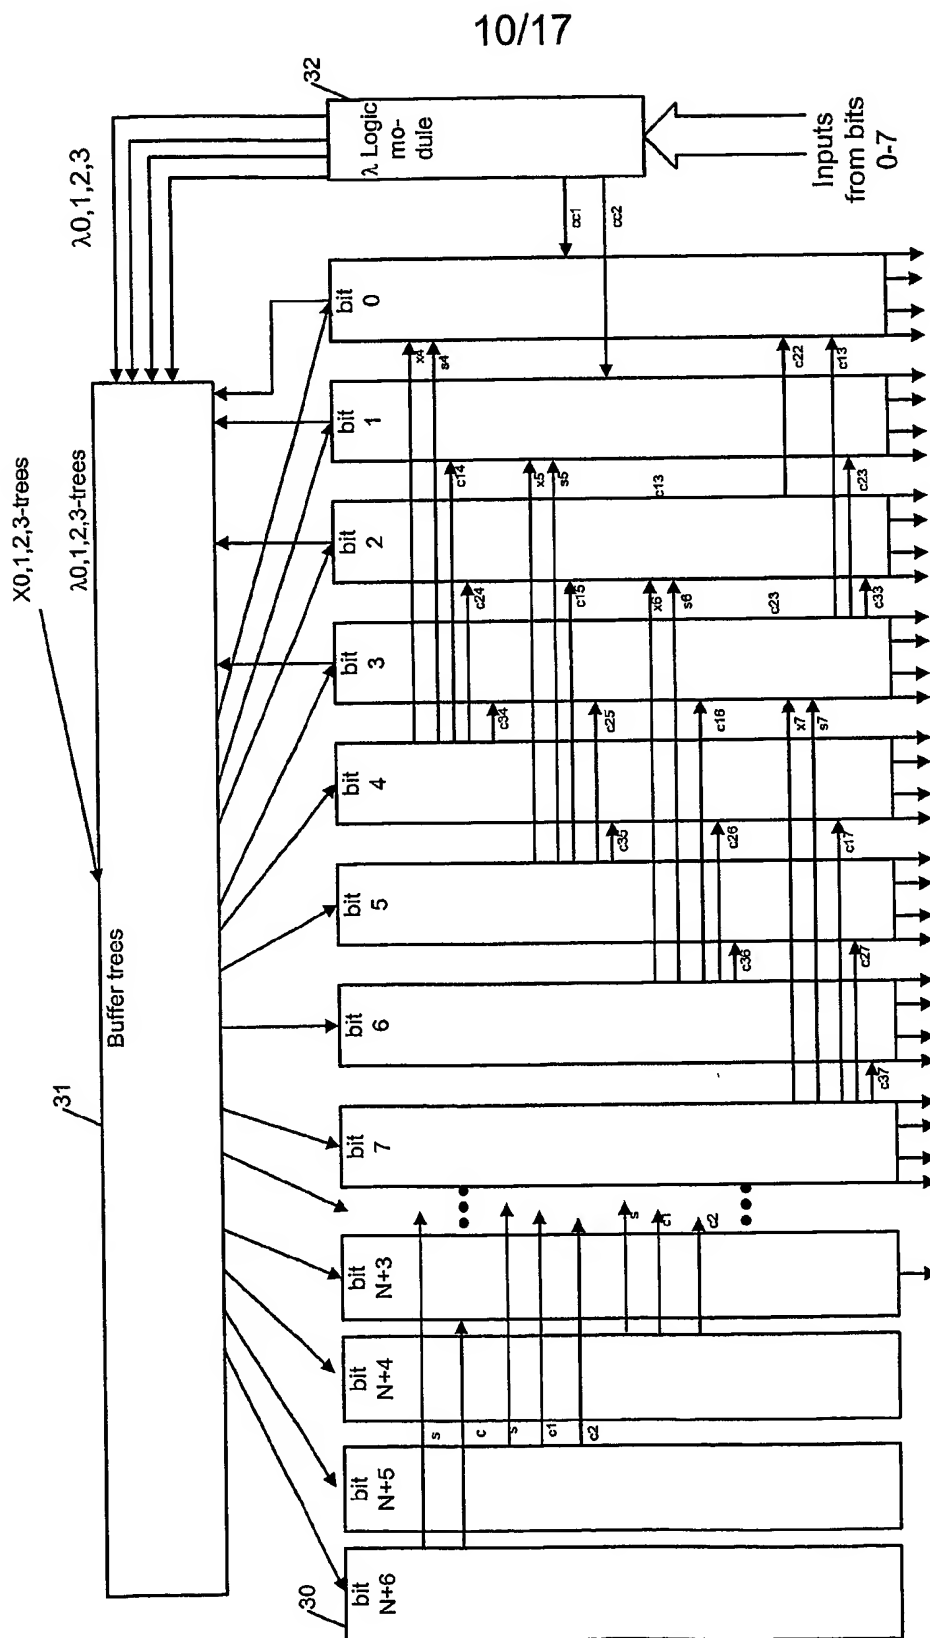 10/17
32
λ Logic
mo-
dule
Inputs
from bits
0-7
λ0,1,2,3
cc1
cc2
X0,1,2,3-trees
λ0,1,2,3-trees
Buffer trees
31
bit
0
bit
1
bit
2
bit
3
bit
4
bit
5
bit
6
bit
7
bit
N+3
bit
N+4
bit
N+5
bit
N+6
30
x4
s4
c22
c13
c14
x5
s5
c13
c23
c24
c15
x6
s6
c23
c33
c34
c25
c16
x7
s7
c35
c26
c17
c36
c27
c37
s
c1
c2
s
c
s
c1
c2